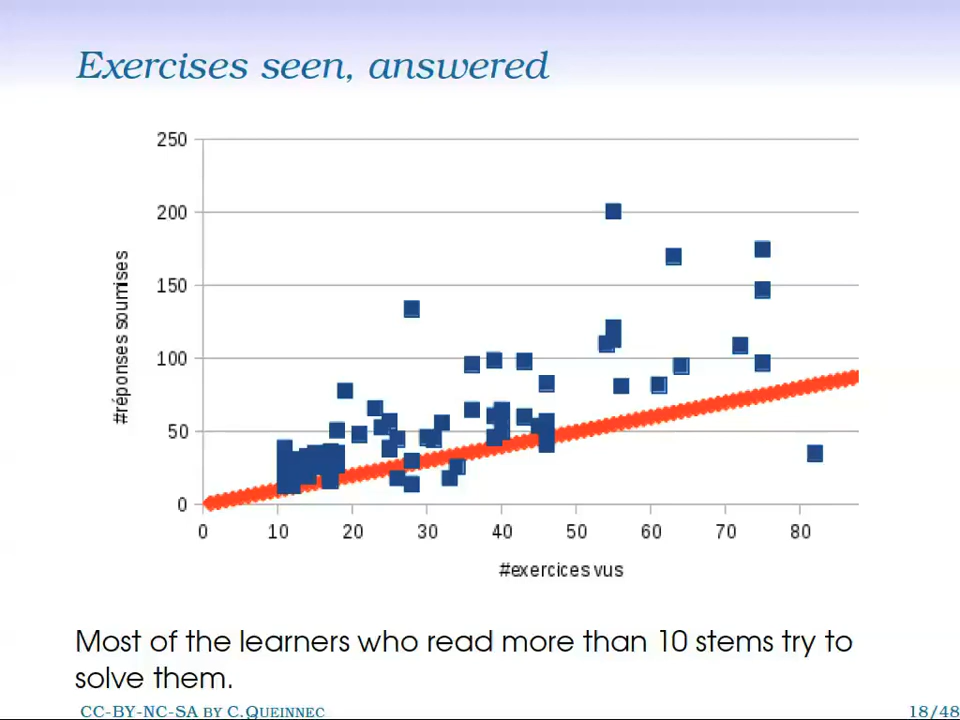 Exercises seen, answered
250
200
150
100
50
0
#réponses soumises
0 10 20 30 40 50 60 70 80
#exercices vus
Most of the learners who read more than 10 stems try to
solve them.
CC-BY-NC-SA BY C.QUEINNEC 18/48